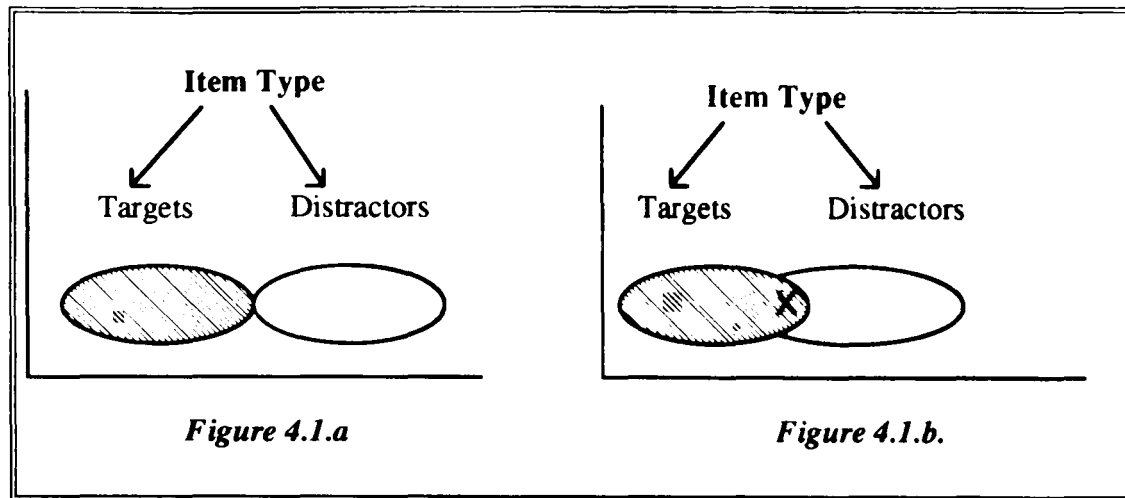 Item Type
Targets Distractors
Figure 4.1.a
Item Type
Targets Distractors
X
Figure 4.1.b.